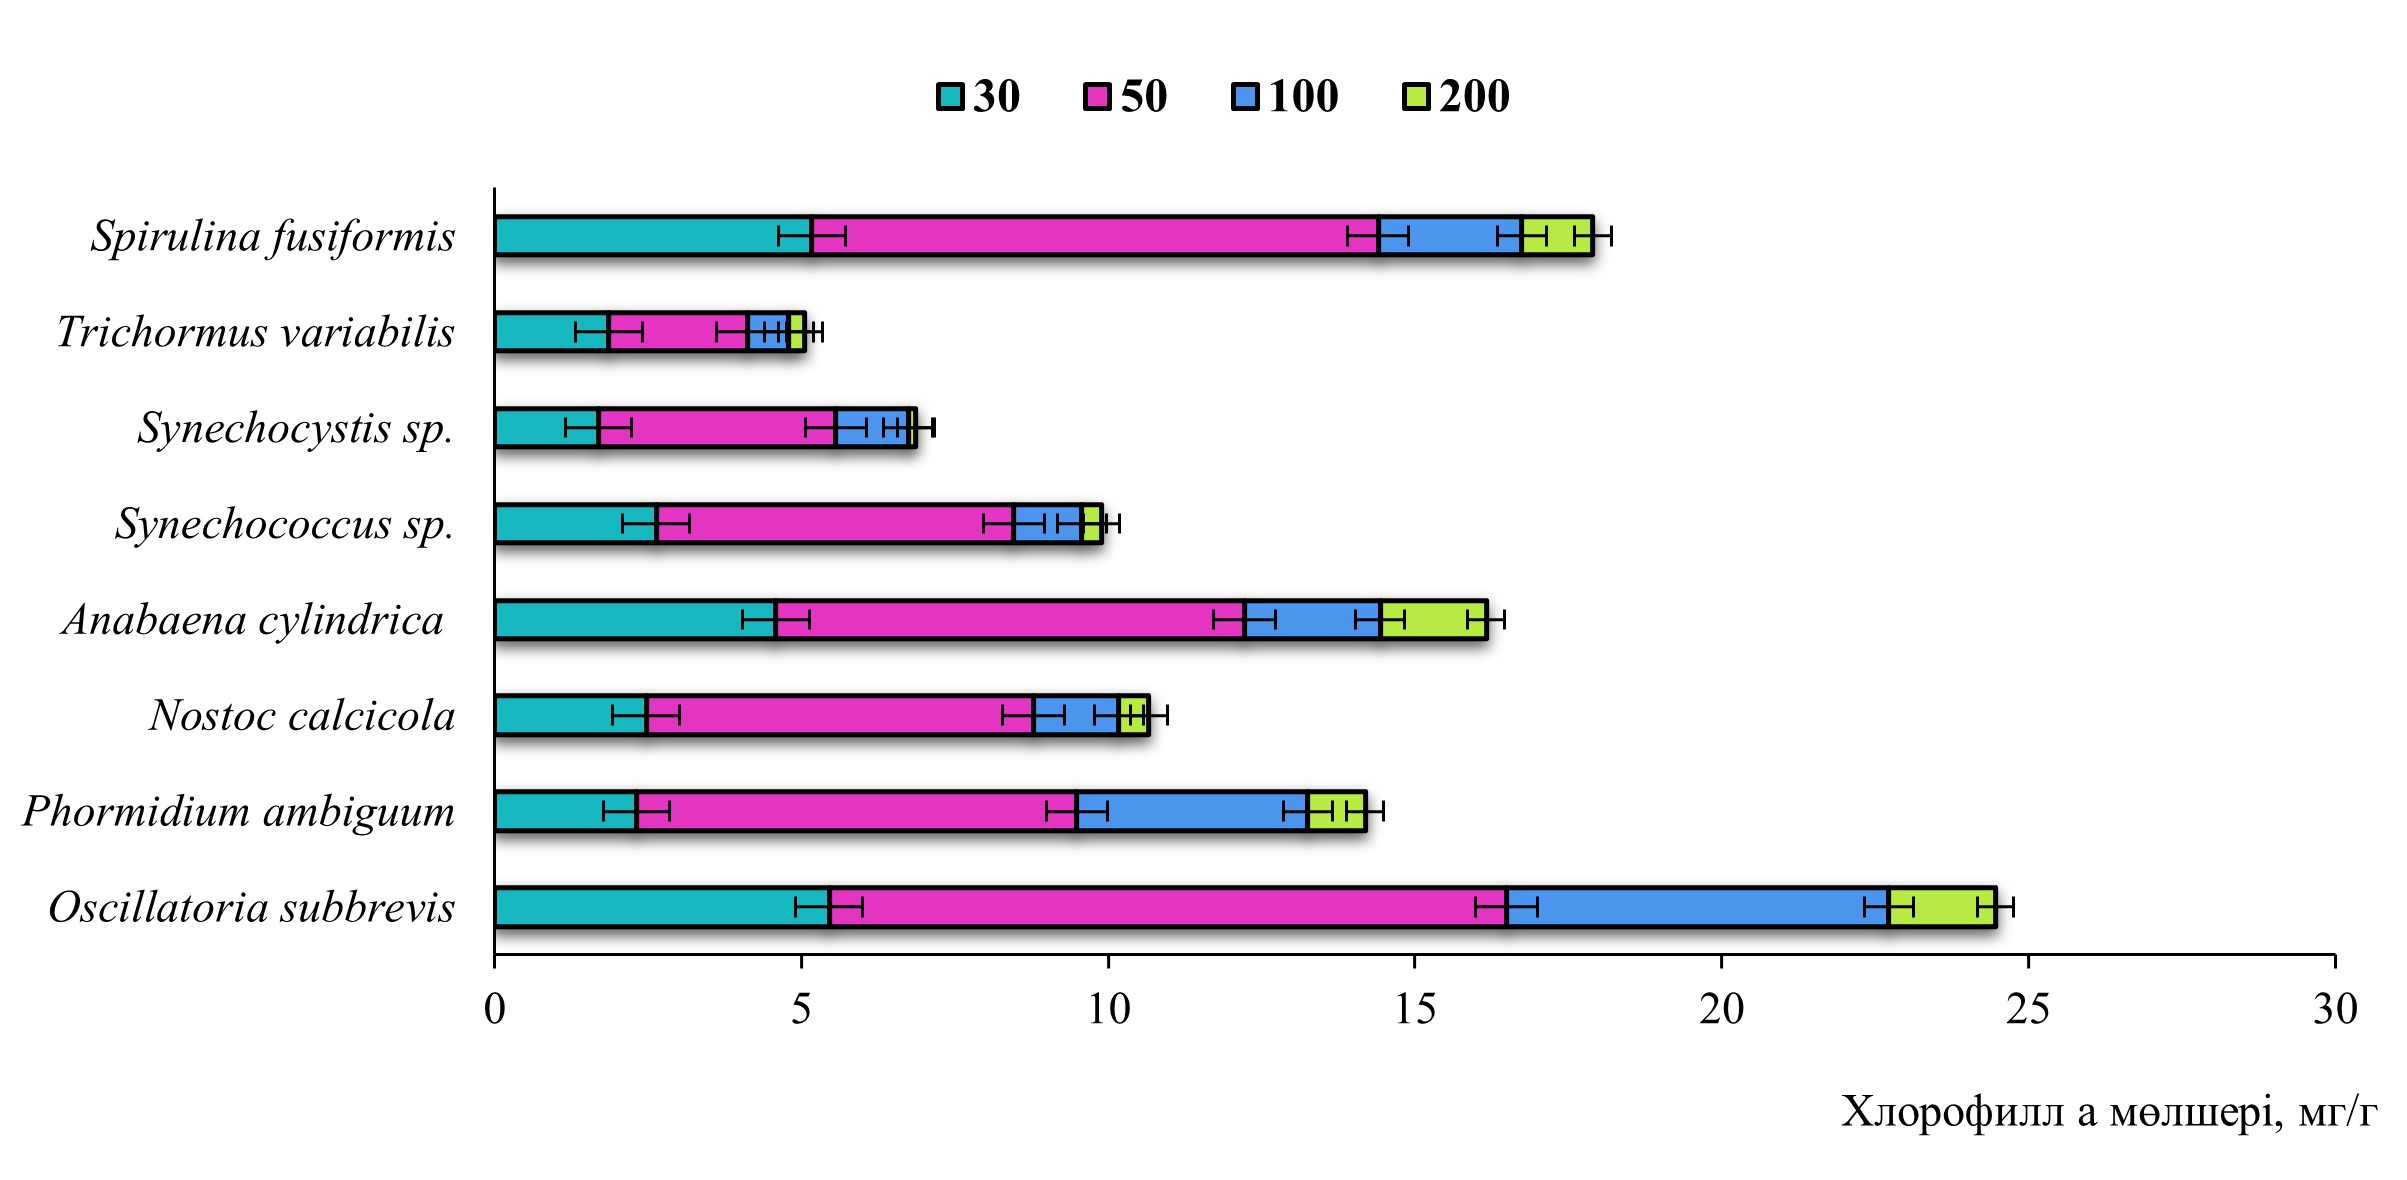 30 50 100 200
Spirulina fusiformis
Trichormus variabilis
Synechocystis sp.
Synechococcus sp.
Anabaena cylindrica
Nostoc calcicola
Phormidium ambiguum
Oscillatoria subbrevis
0 5 10 15 20 25 30
Хлорофилл а мөлшері, мг/г